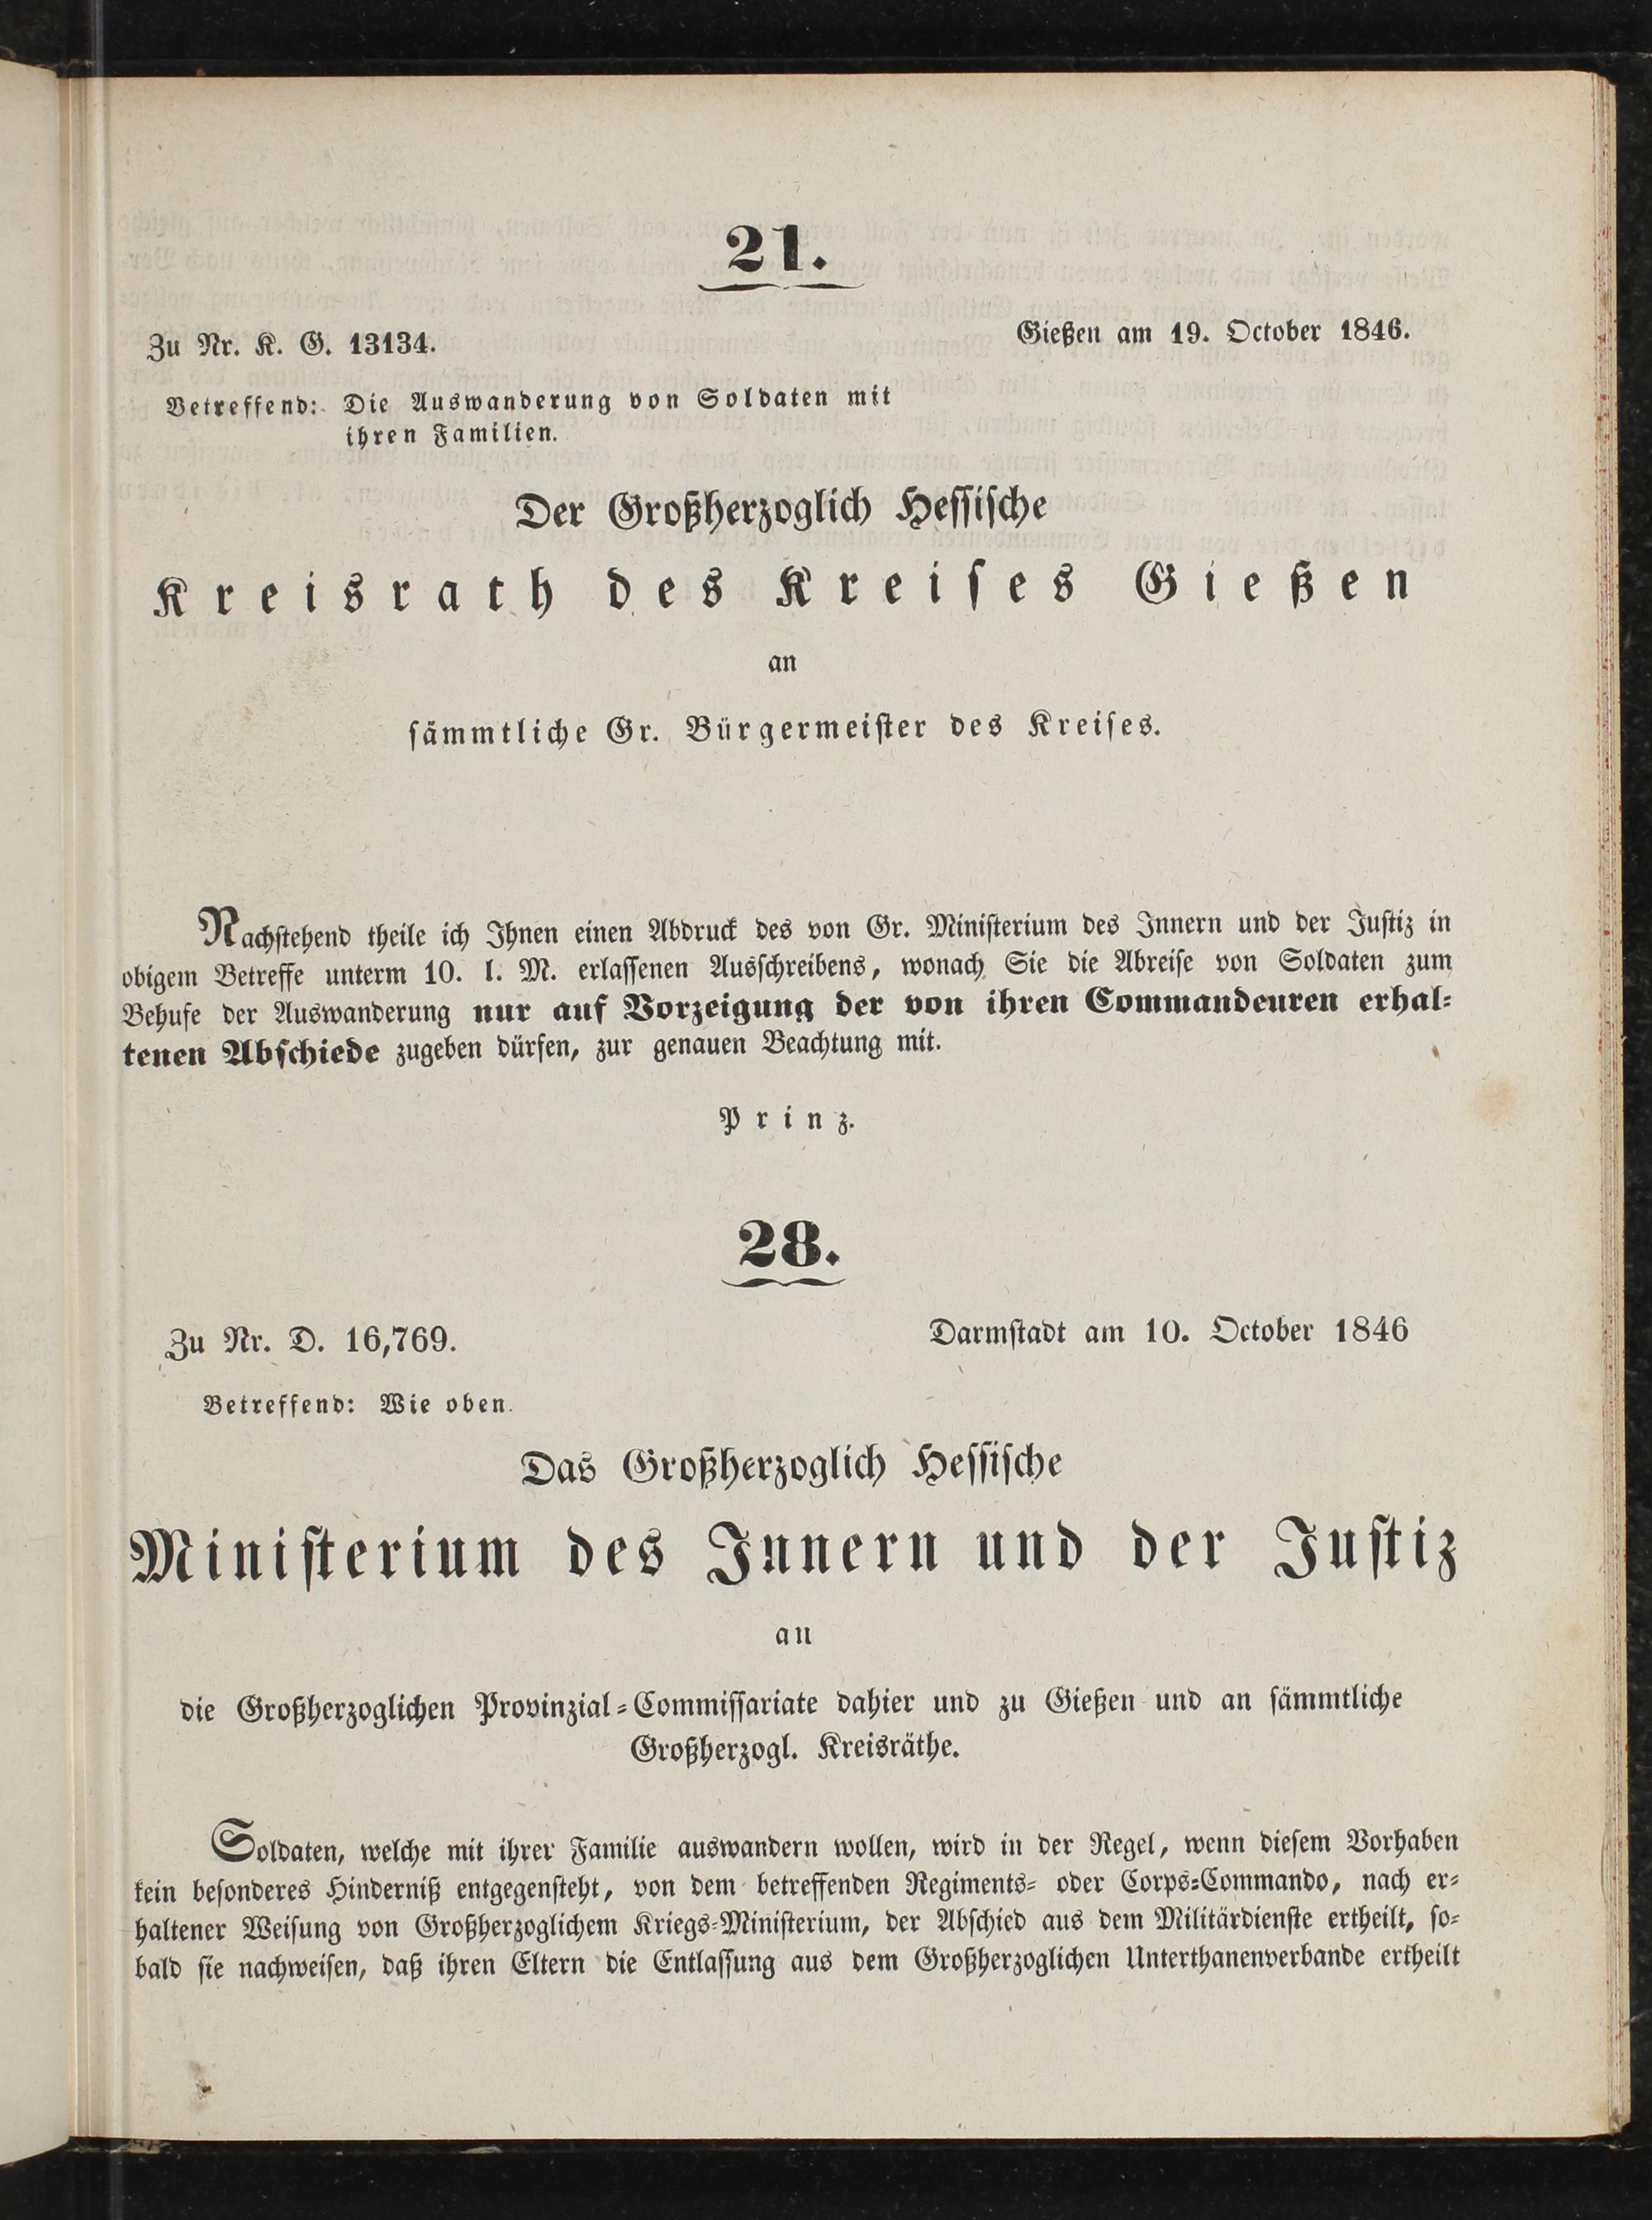 21.
Zu Nr. K. G. 13134.
Gießen am 19. October 1846.
Betreffend: Die Auswanderung von Soldaten mit
ihren Familien.
Der Großherzoglich Hessische
Kreisrath des Kreises Gießen
an
sämmtliche Gr. Bürgermeister des Kreises.
Nachstehend theile ich Ihnen einen Abdruck des von Gr. Ministerium des Innern und der Justiz in
obigem Betreffe unterm 10. l. M. erlassenen Ausschreibens, wonach Sie die Abreise von Soldaten zum
Behufe der Auswanderung nur auf Vorzeigung der von ihren Commandeuren erhal-
tenen Abschiede zugeben dürfen, zur genauen Beachtung mit.
Prinz.
28.
Zu Nr. D. 16,769.
Darmstadt am 10. October 1846
Betreffend: Wie oben.
Das Großherzoglich Hessische
Ministerium des Innern und der Justiz
an
die Großherzoglichen Provinzial-Commissariate dahier und zu Gießen und an sämmtliche
Großherzogl. Kreisräthe.
Soldaten, welche mit ihrer Familie auswandern wollen, wird in der Regel, wenn diesem Vorhaben
kein besonderes Hinderniß entgegensteht, von dem betreffenden Regiments- oder Corps-Commando, nach er-
haltener Weisung von Großherzoglichem Kriegs-Ministerium, der Abschied aus dem Militärdienste ertheilt, so-
bald sie nachweisen, daß ihren Eltern die Entlassung aus dem Großherzoglichen Unterthanenverbande ertheilt